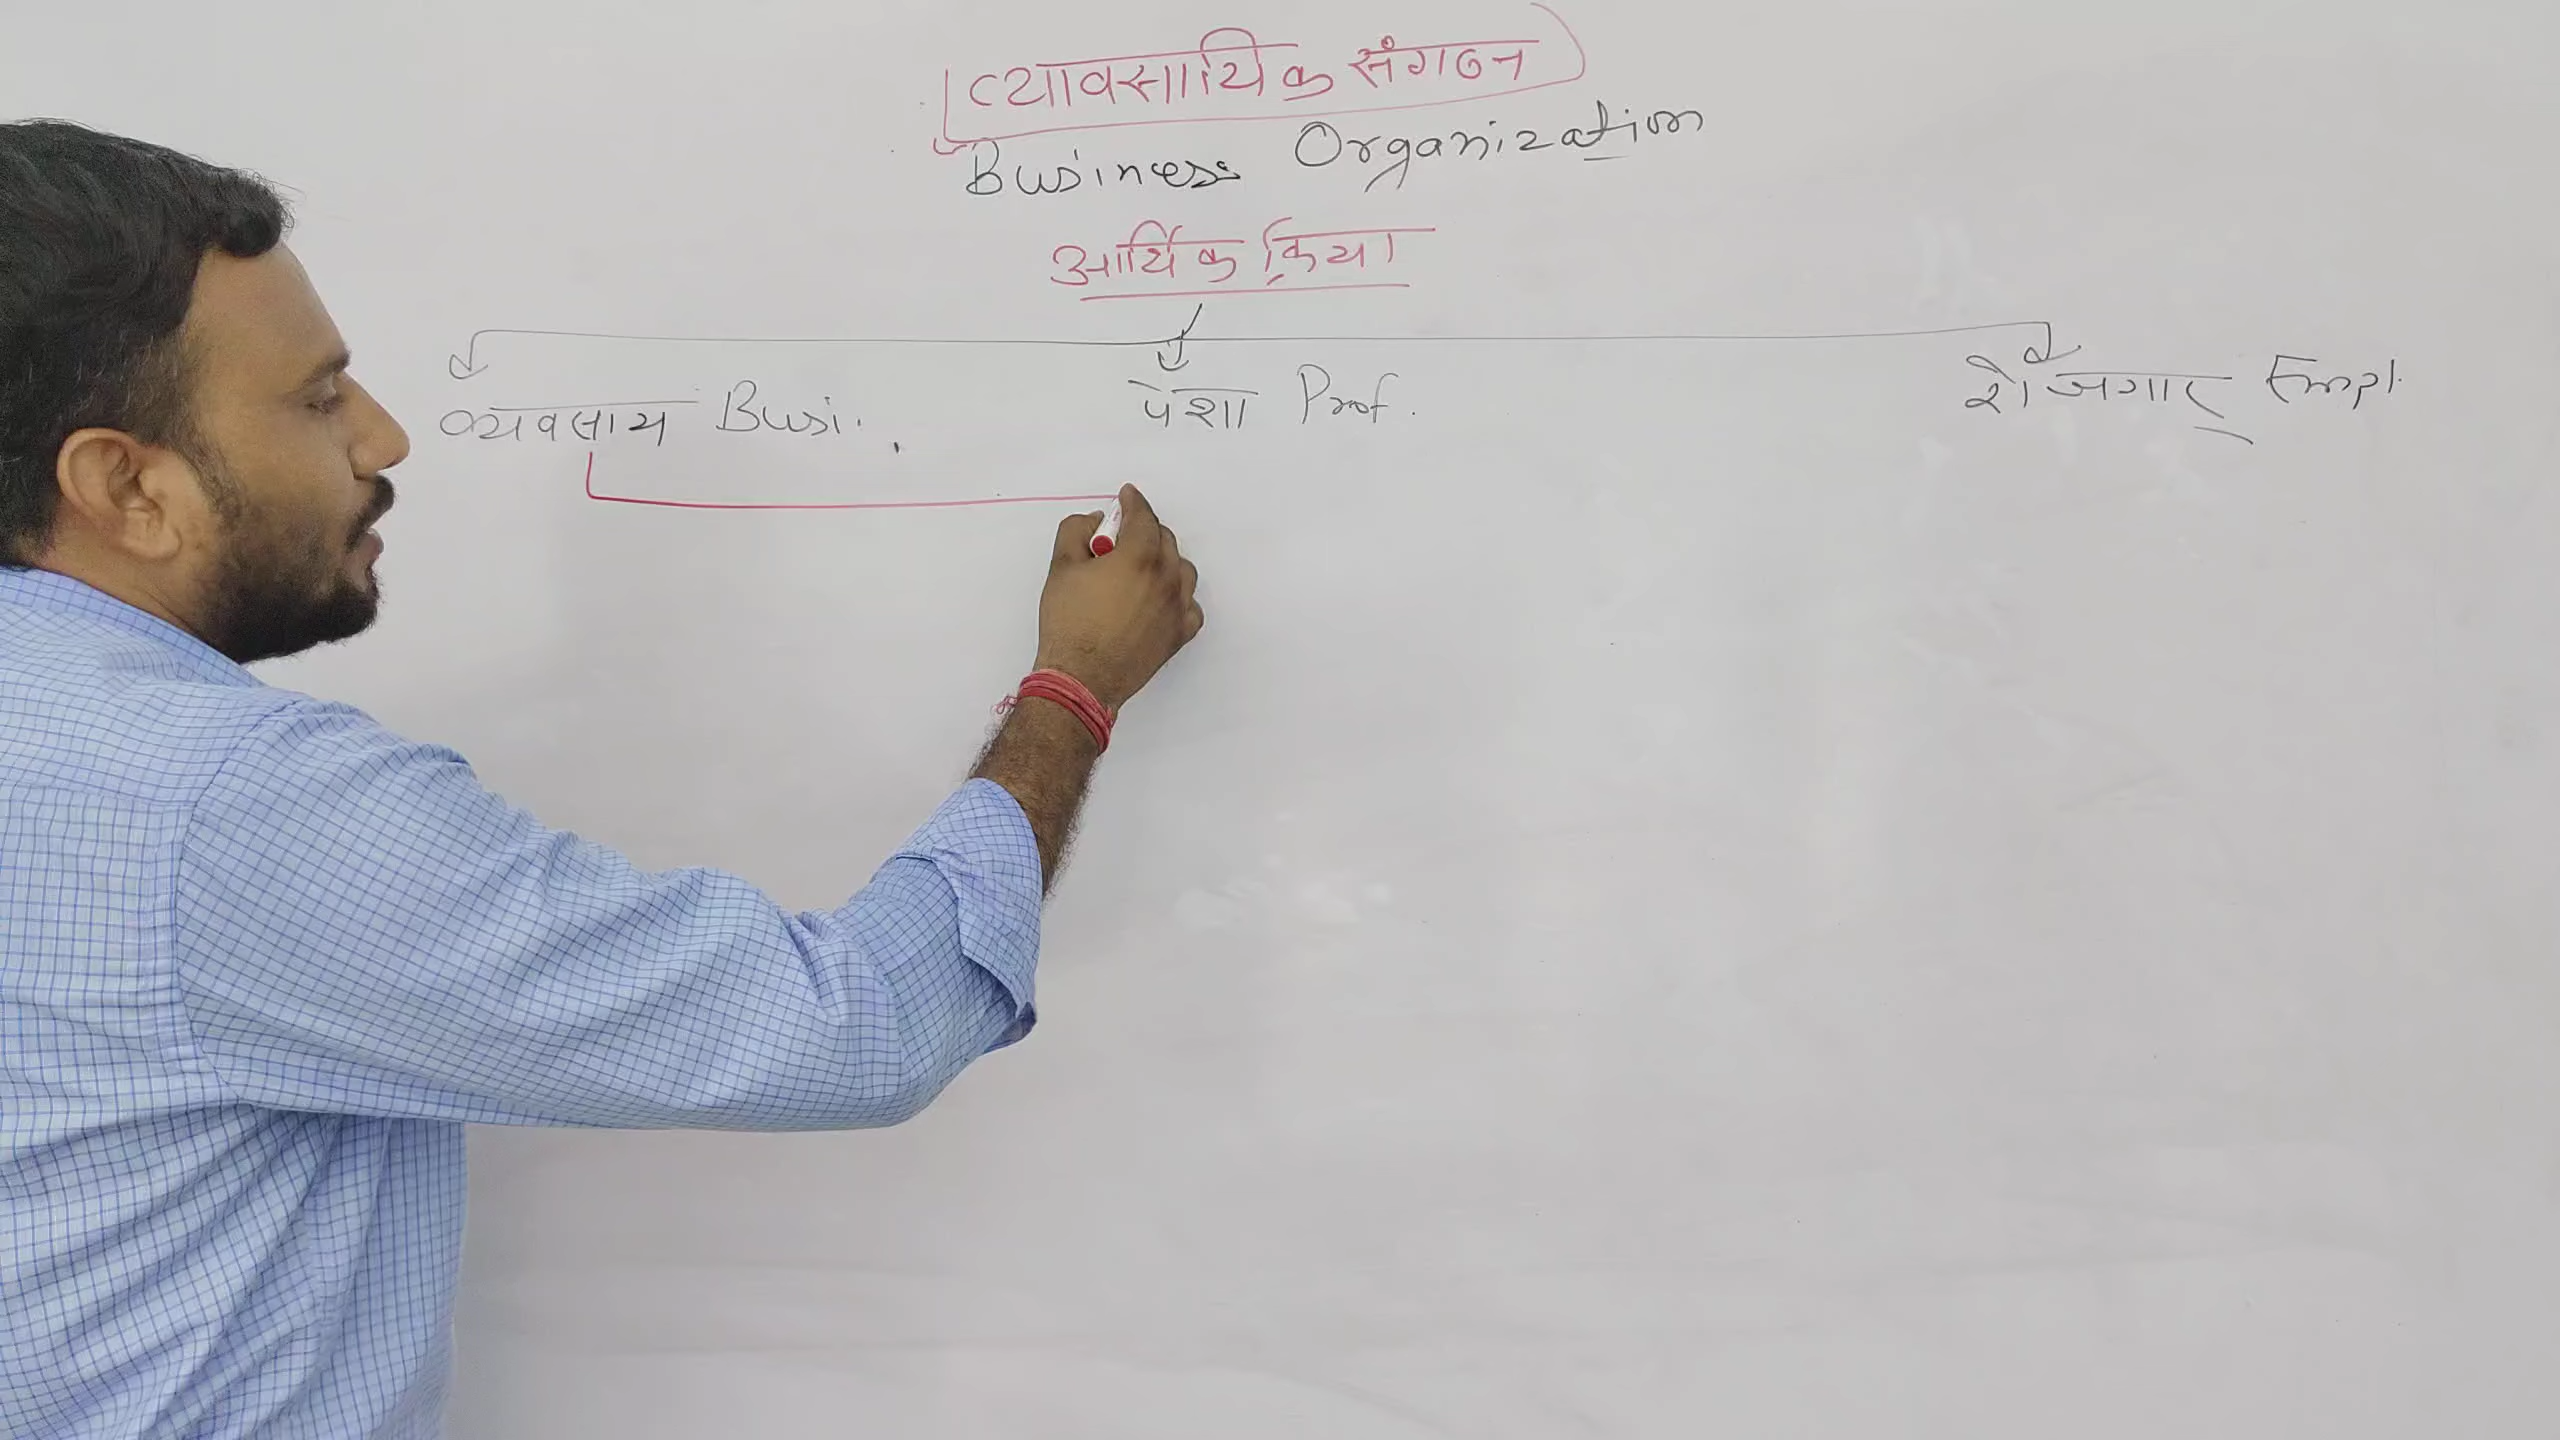 व्यावसायिक संगठन
Business Organization
आर्थिक क्रिया
व्यवसाय Busi. पेशा Prof. रोजगार Empl.